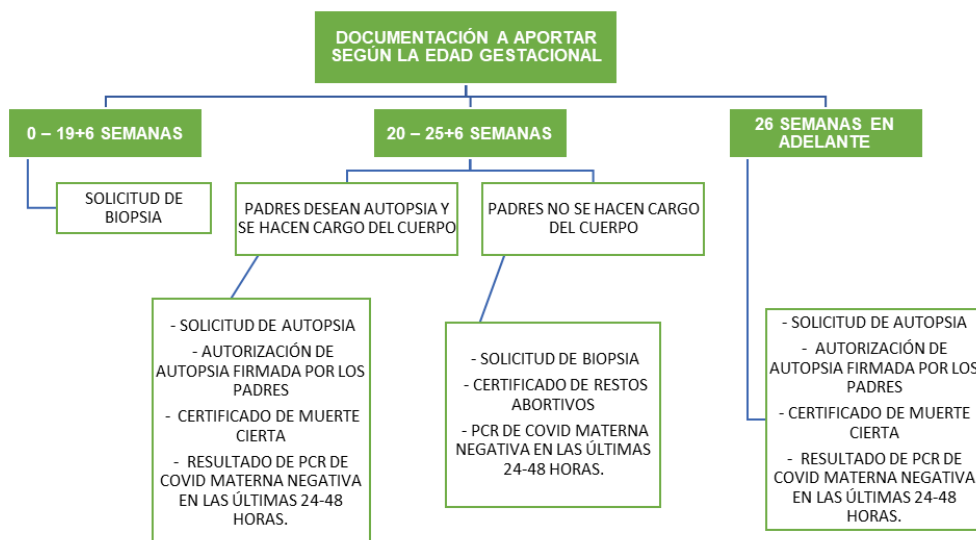 DOCUMENTACIÓN A APORTAR
SEGÚN LA EDAD GESTACIONAL
0 – 19+6 SEMANAS
SOLICITUD DE
BIOPSIA
20 – 25+6 SEMANAS
PADRES DESEAN AUTOPSIA Y
SE HACEN CARGO DEL CUERPO
- SOLICITUD DE AUTOPSIA
- AUTORIZACIÓN DE
AUTOPSIA FIRMADA POR LOS
PADRES
- CERTIFICADO DE MUERTE
CIERTA
- RESULTADO DE PCR DE
COVID MATERNA NEGATIVA
EN LAS ÚLTIMAS 24-48
HORAS.
PADRES NO SE HACEN CARGO
DEL CUERPO
- SOLICITUD DE BIOPSIA
- CERTIFICADO DE RESTOS
ABORTIVOS
- PCR DE COVID MATERNA
NEGATIVA EN LAS ÚLTIMAS
24-48 HORAS.
26 SEMANAS EN
ADELANTE
- SOLICITUD DE AUTOPSIA
- AUTORIZACIÓN DE
AUTOPSIA FIRMADA POR LOS
PADRES
- CERTIFICADO DE MUERTE
CIERTA
- RESULTADO DE PCR DE
COVID MATERNA NEGATIVA
EN LAS ÚLTIMAS 24-48
HORAS.